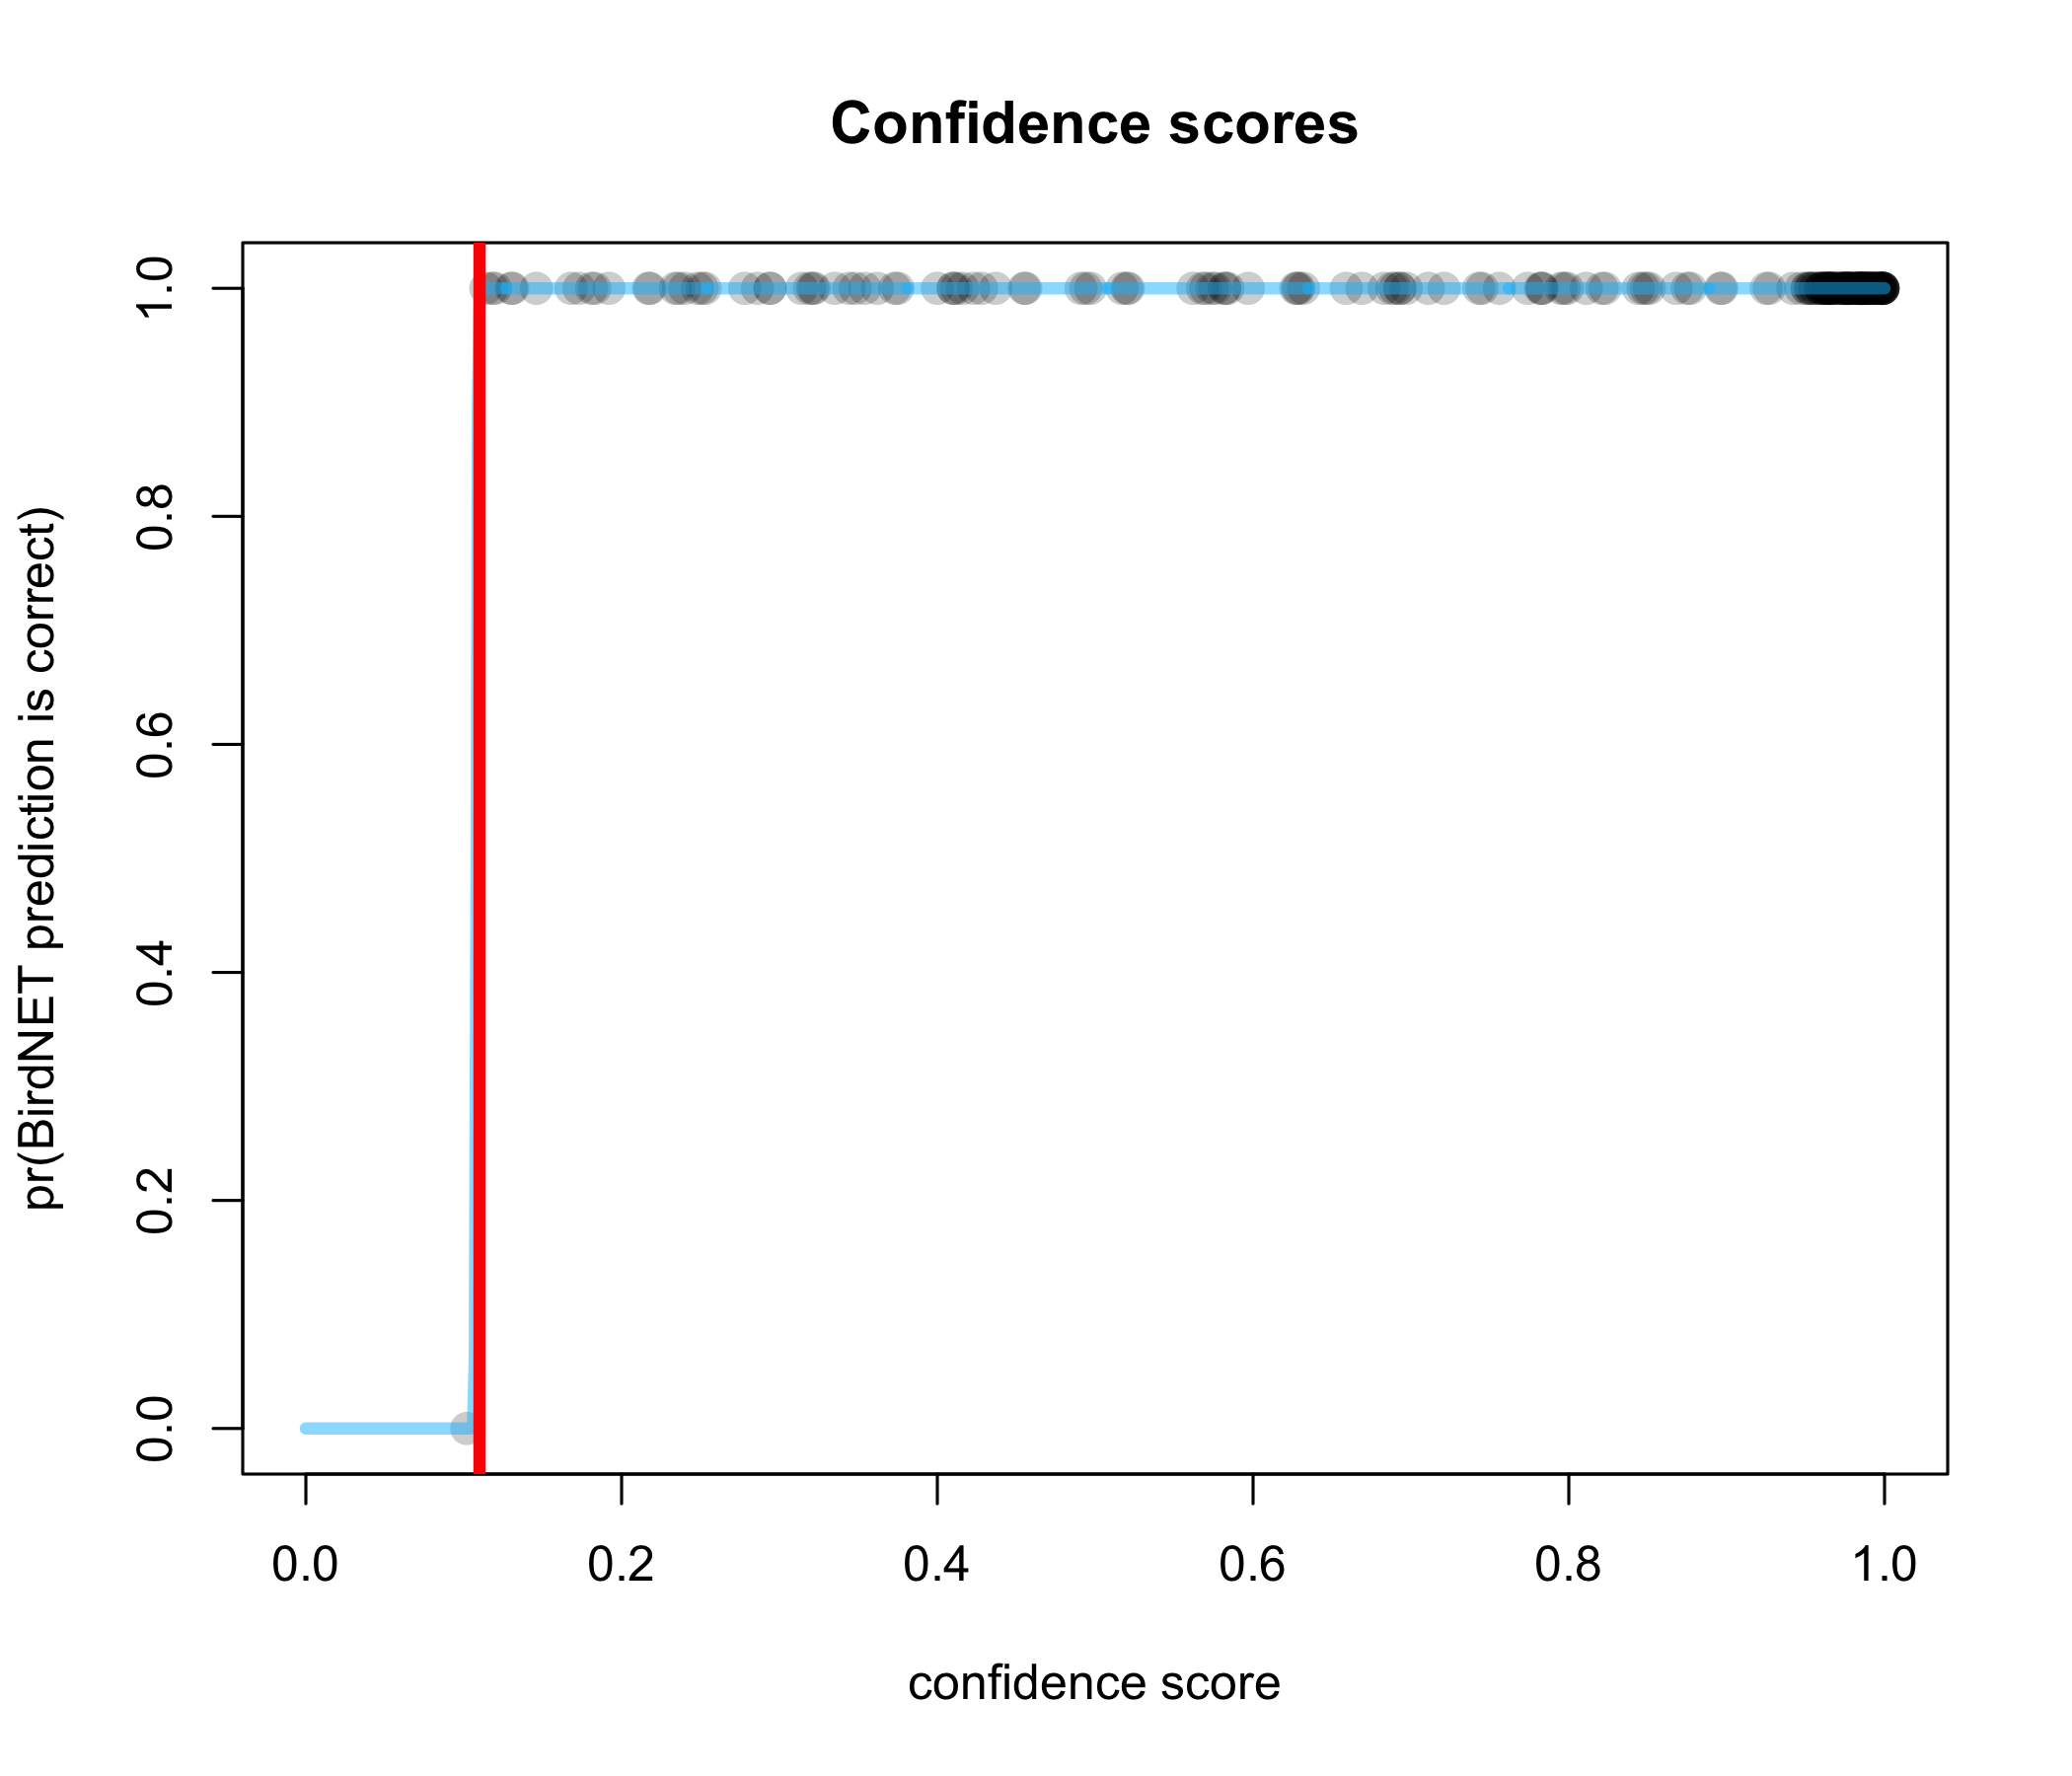 Confidence scores
pr(BirdNET prediction is correct)
1.0
0.8
0.6
0.4
0.2
0.0
0.0 0.2 0.4 0.6 0.8 1.0
confidence score